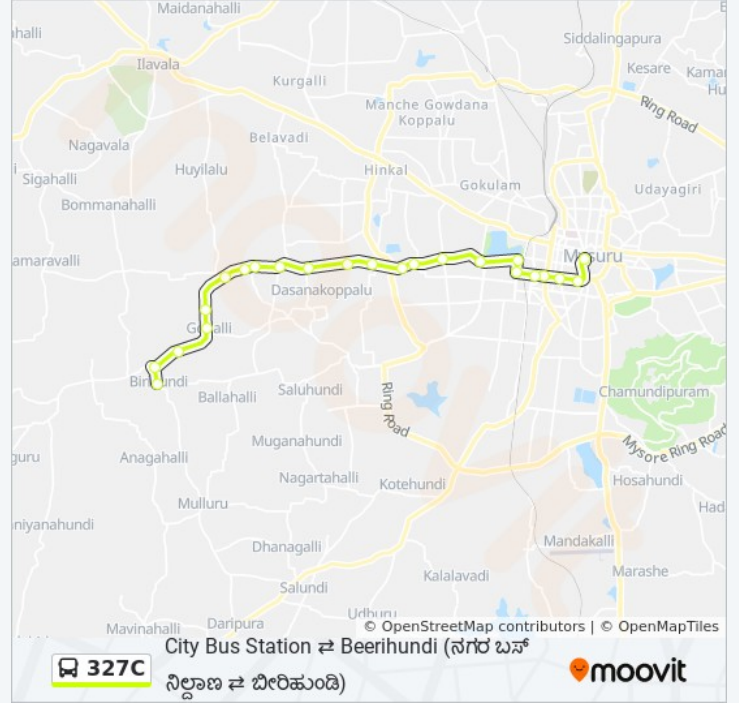 Maidanahalli
halli
Siddalingapura
Ilavala
Kesare
Kamar
Hu
Kurgalli
Manche Gowdana
Koppalu
Ring Road
Belavadi
Nagavala
Hinkal
Huyilalu
Sigahalli
Gokulam
Udayagiri
Bommanahalli
amaravalli
Mysuru
Dasanakoppalu
Birihundi
Ballahalli
Saluhundi
Chamundipuram
Ring Road
Muganahundi
Mysore Ring Road
guru
Anagahalli
Nagartahalli
Kotehundi
Hosahundi
Mulluru
Had
niyanahundi
Mandakalli
Dhanagalli
Kalalavadi
Marashe
Salundi
Udburu
Daripura
Mavinahalli
© OpenStreetMap contributors | © OpenMapTiles
327C
City Bus Station ⇄ Beerihundi (ನಗರ ಬಸ್
ನಿಲ್ದಾಣ ⇄ ಬೀರಿಹುಂಡಿ)
moovit